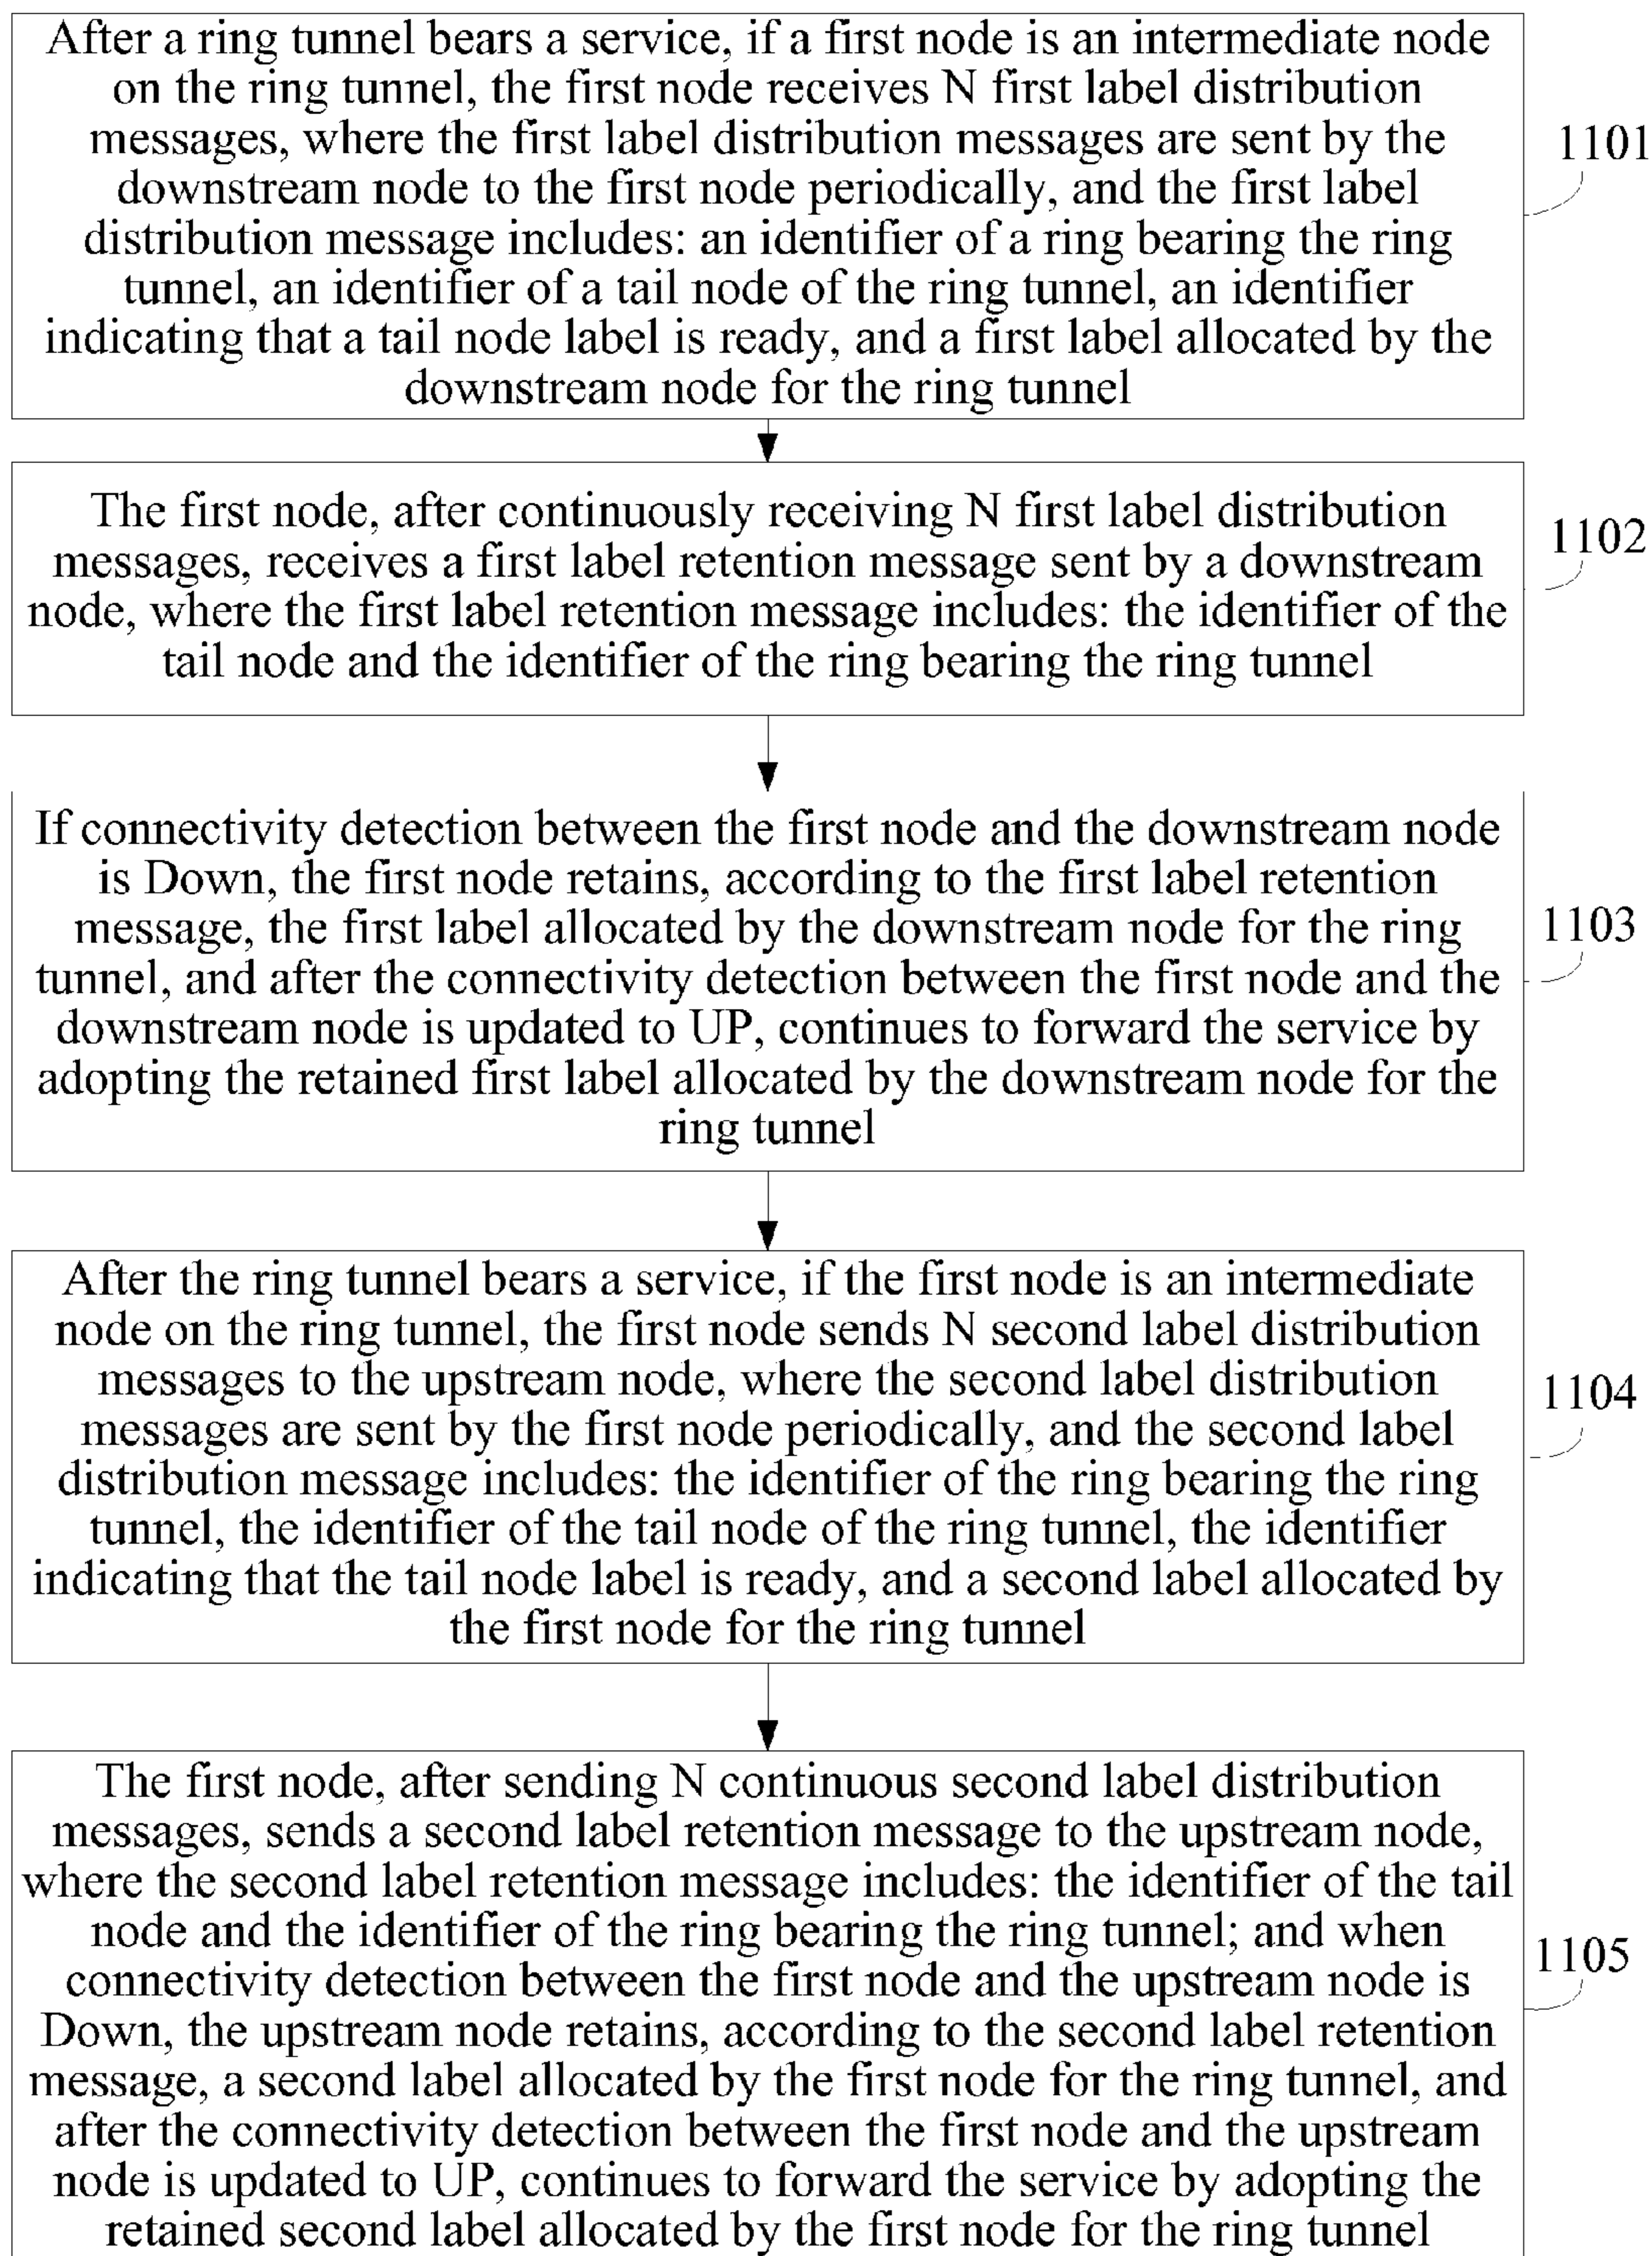 After a ring tunnel bears a service, if a first node is an intermediate
on the ring tunnel, the first node receives N first label distribution
messages, where the first label distribution messages are sent by the
downstream node to the first node periodically, and the first label
distribution message includes: an identifier of a ring bearing the ring
tunnel, an identifier of a tail node of the ring tunnel, an identifier
indicating that a tail node label is ready, and a first label allocated by the
downstream node for the ring tunnel
1101
The first node, after continuously receiving N first label distribution
messages, receives a first label retention message sent by a downstream
node, where the first label retention message includes: the identifier of the
tail node and the identifier of the ring bearing the ring tunnel
1102
If connectivity detection between the first node and the downstream node
is Down, the first node retains, according to the first label retention
message, the first label allocated by the downstream node for the ring
tunnel, and after the connectivity detection between the first node and the
downstream node is updated to UP, continues to forward the service by
adopting the retained first label allocated by the downstream node for the
ring tunnel
1103
After the ring tunnel bears a service, if the first node is an intermediate
node on the ring tunnel, the first node sends N second label distribution
messages to the upstream node, where the second label distribution
messages are sent by the first node periodically, and the second label
distribution message includes: the identifier of the ring bearing the ring
tunnel, the identifier of the tail node of the ring tunnel, the identifier
indicating that the tail node label is ready, and a second label allocated by
the first node for the ring tunnel
1104
The first node, after sending N continuous second label distribution
messages, sends a second label retention message to the upstream node,
where the second label retention message includes: the identifier of the tail
node and the identifier of the ring bearing the ring tunnel; and when
connectivity detection between the first node and the upstream node is
Down, the upstream node retains, according to the second label retention
message, a second label allocated by the first node for the ring tunnel, and
after the connectivity detection between the first node and the upstream
node is updated to UP, continues to forward the service by adopting the
retained second label allocated by the first node for the ring tunnel
1105